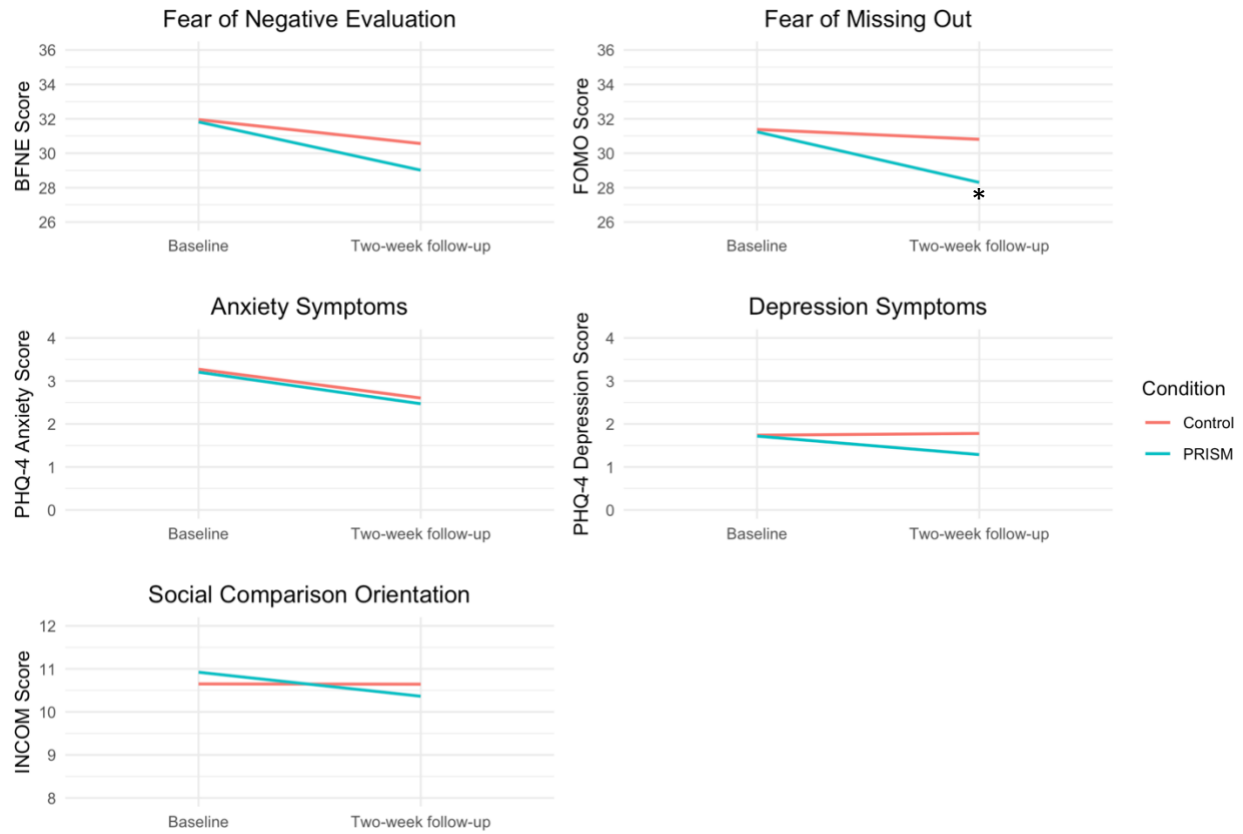 Fear of Negative Evaluation
BFNE Score
36
34
32
30
28
26
Baseline Two-week follow-up
Fear of Missing Out
FOMO Score
36
34
32
30
28
26
*
Baseline Two-week follow-up
Anxiety Symptoms
PHQ-4 Anxiety Score
4
3
2
1
0
Baseline Two-week follow-up
Depression Symptoms
PHQ-4 Depression Score
4
3
2
1
0
Baseline Two-week follow-up
Condition
Control
PRISM
Social Comparison Orientation
INCOM Score
12
11
10
9
8
Baseline Two-week follow-up